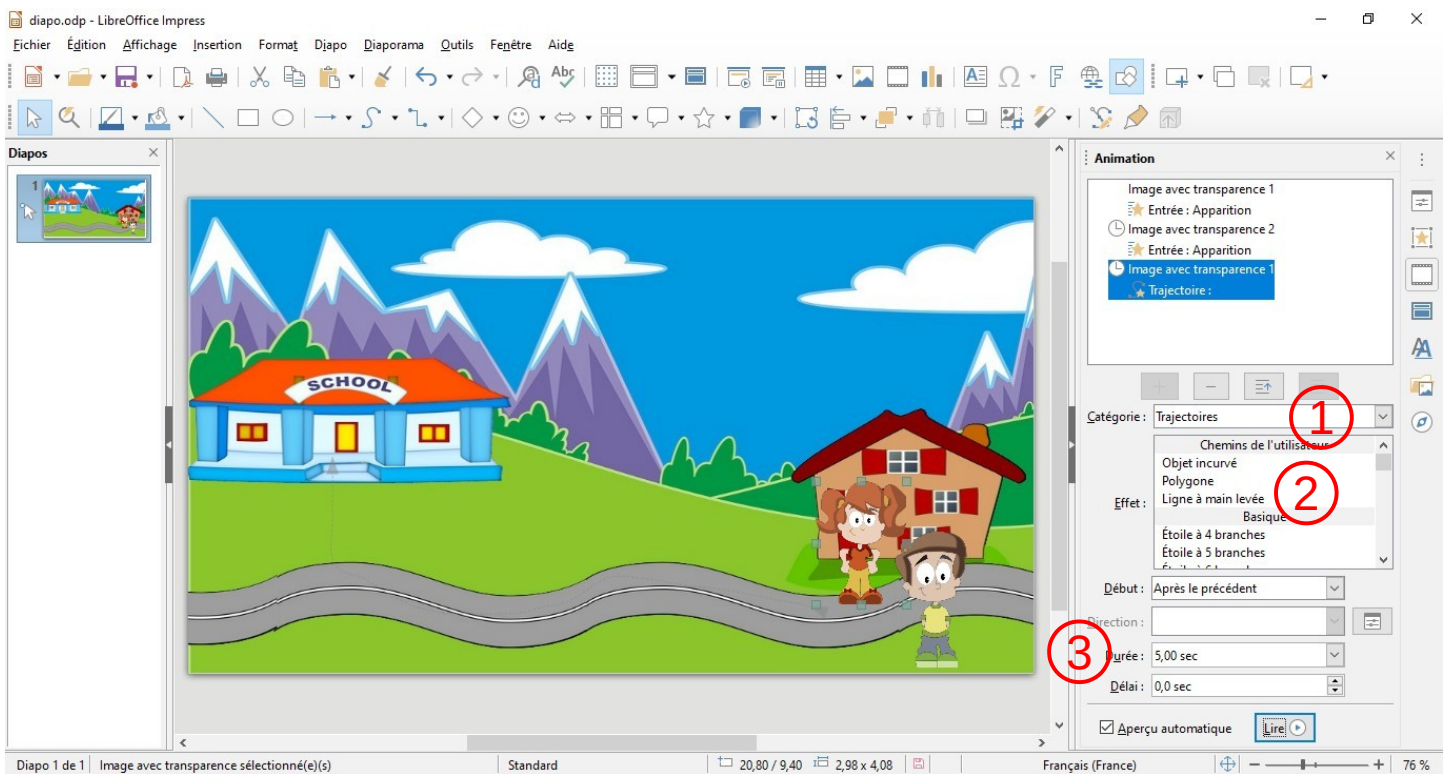 diapo.odp - LibreOffice Impress
Fichier Édition Affichage Insertion Format Diapo Diaporama Outils Fenêtre Aide
Diapos
1
SCHOOL
Animation
Image avec transparence 1
Entrée : Apparition
Image avec transparence 2
Entrée : Apparition
Image avec transparence 1
Trajectoire :
Catégorie : Trajectoires
1
Chemins de l'utilisateur
Objet incurvé
Polygone
2
Effet : Ligne à main levée
Basique
Étoile à 4 branches
Étoile à 5 branches
Début : Après le précédent
Direction :
3
Durée : 5,00 sec
Délai : 0,0 sec
Aperçu automatique Lire
Diapo 1 de 1 Image avec transparence sélectionné(e)(s) Standard 20,80 / 9,40 2,98 x 4,08 Français (France) 76 %